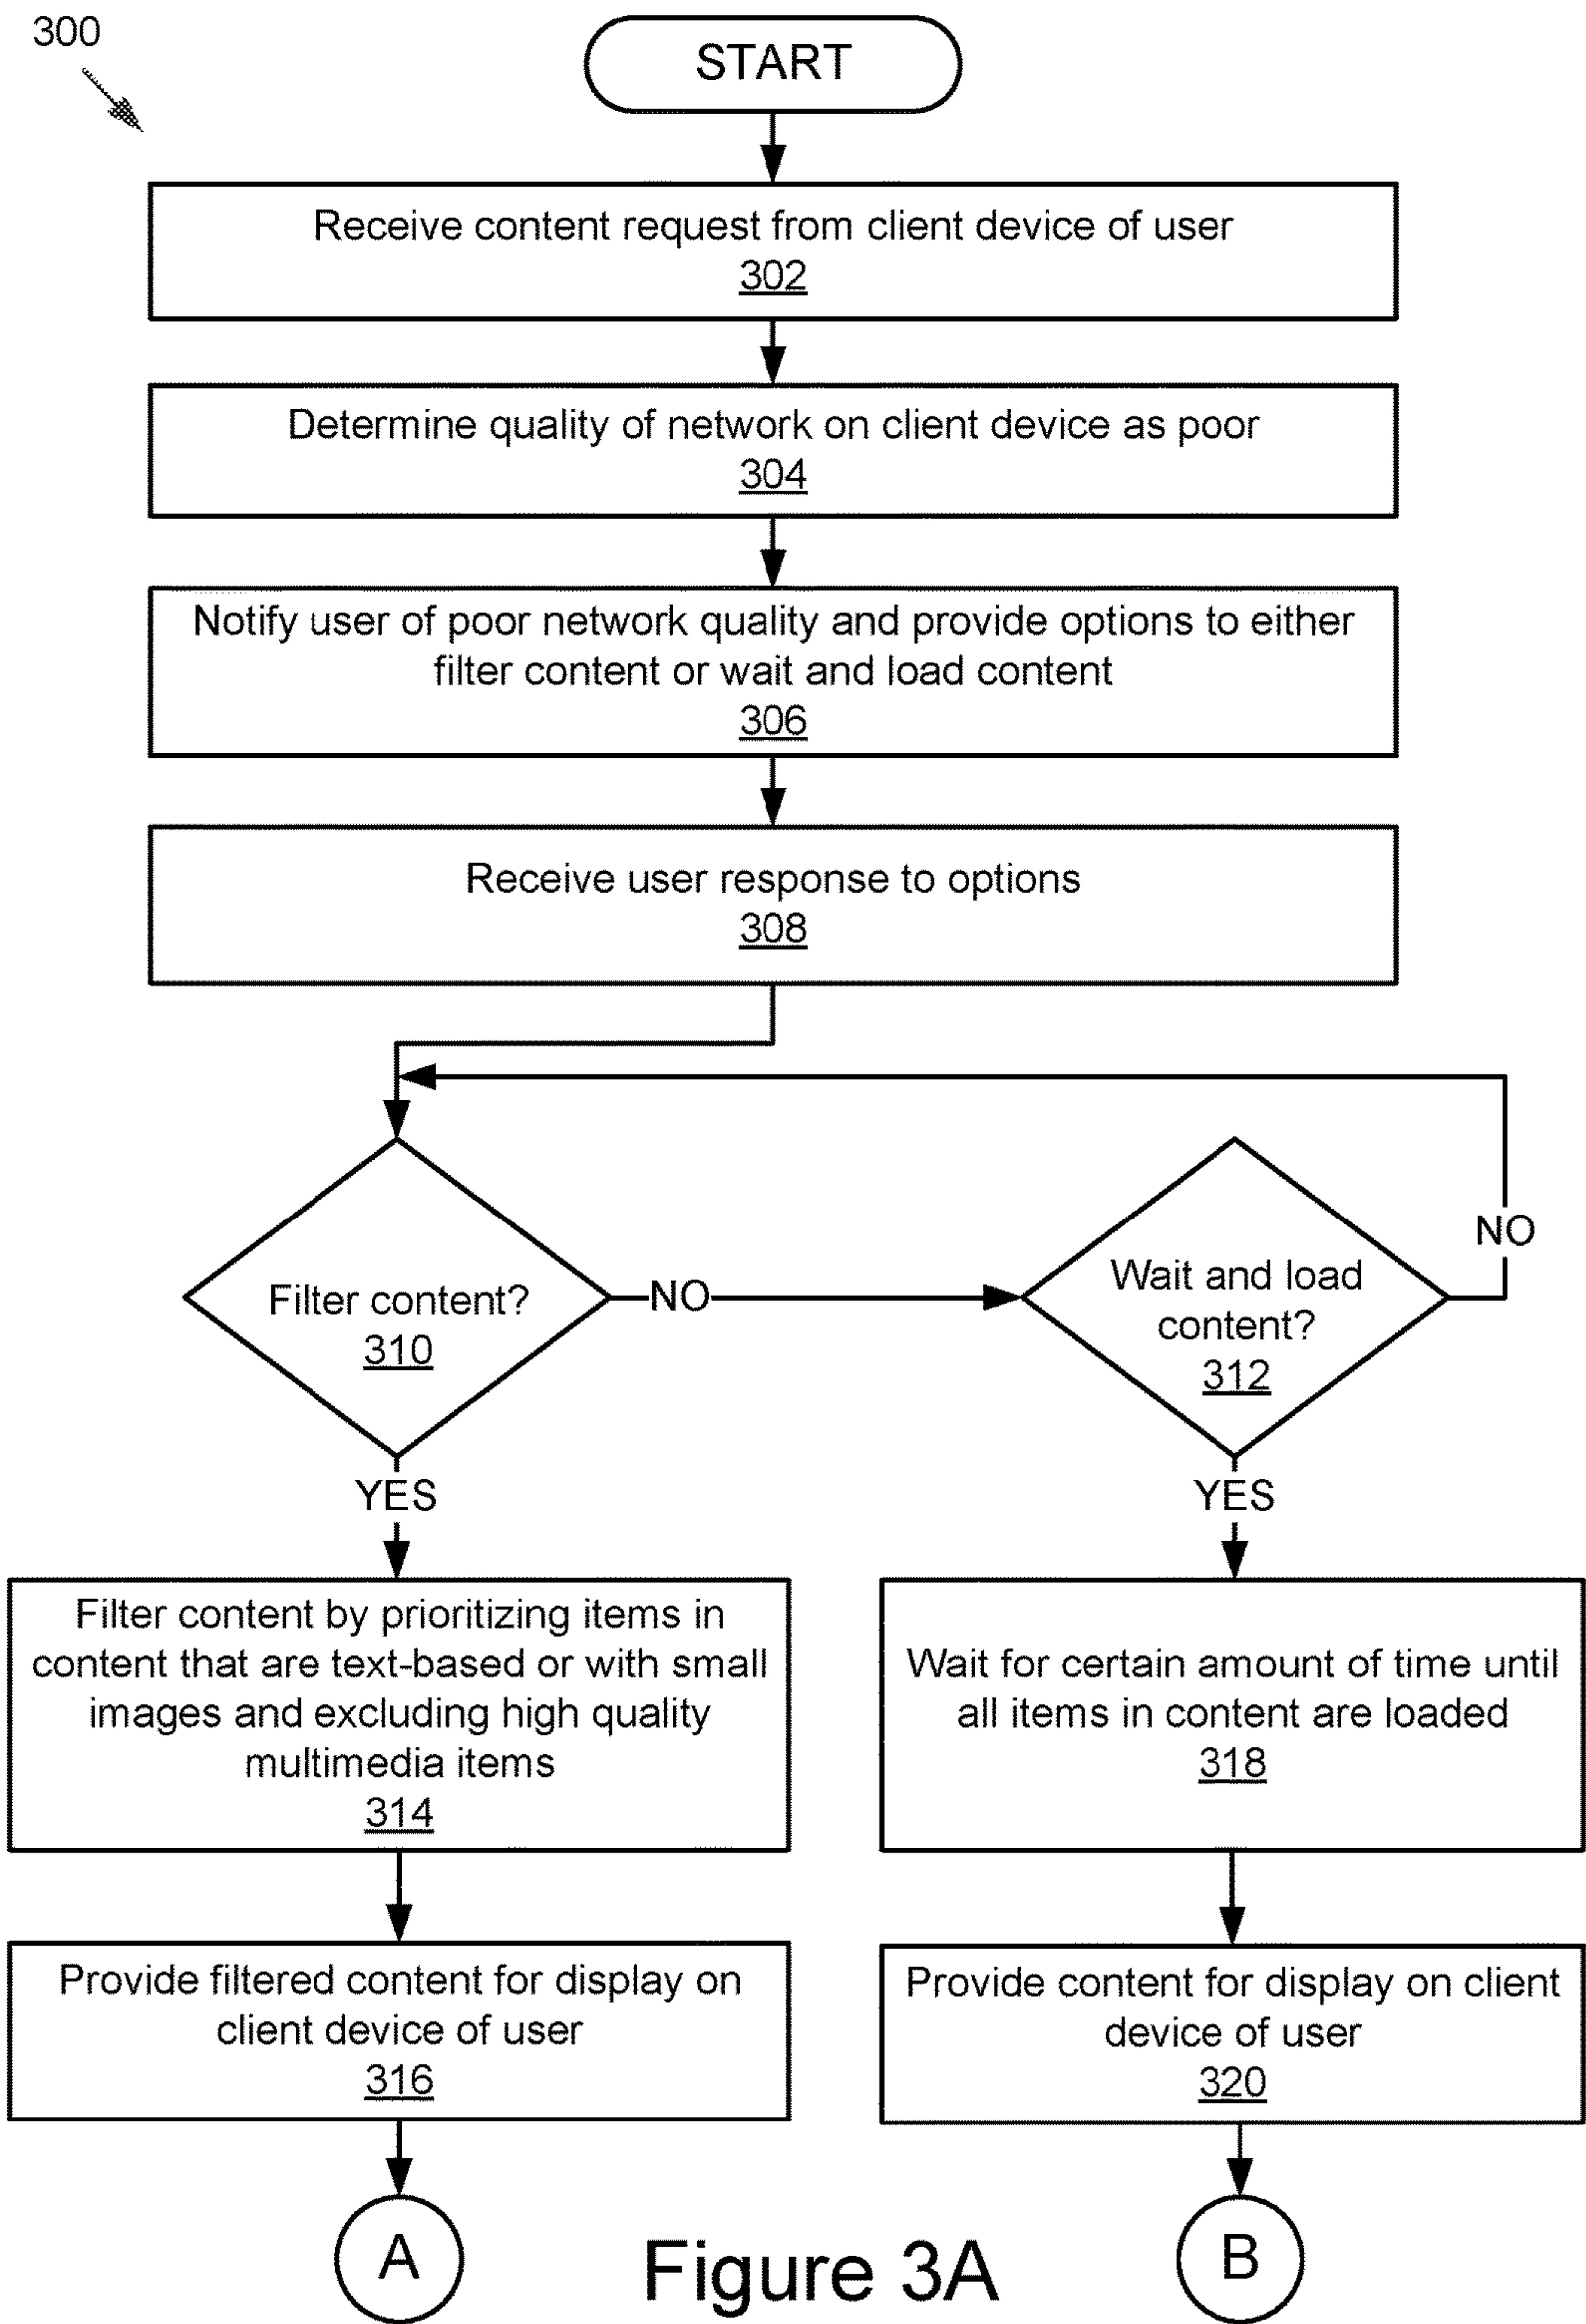 300
START
Receive content request from client device of user
302
Determine quality of network on client device as poor
304
Notify user of poor network quality and provide options to either
filter content or wait and load content
306
Receive user response to options
308
Filter content?
310
NO
Wait and load
content?
312
NO
YES
YES
Filter content by prioritizing items in
content that are text-based or with small
images and excluding high quality
multimedia items
314
Wait for certain amount of time until
all items in content are loaded
318
Provide filtered content for display on
client device of user
316
Provide content for display on client
device of user
320
A
B
Figure 3A